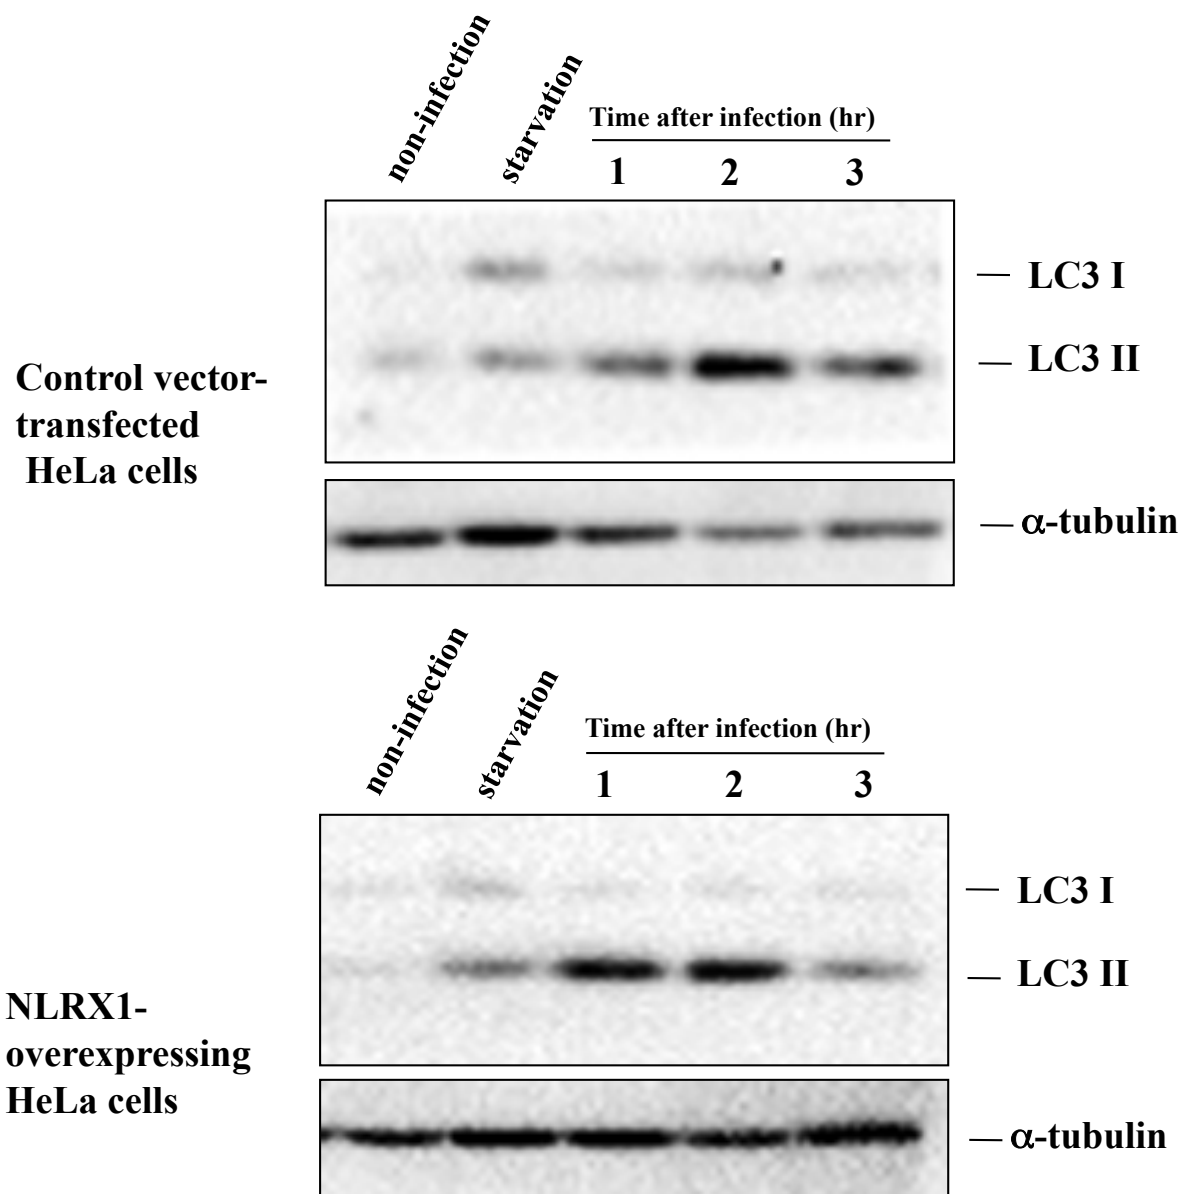 non-infection
starvation
Time after infection (hr)
1 2 3
LC3 I
LC3 II
Control vector-
transfected
HeLa cells
α-tubulin
non-infection
starvation
Time after infection (hr)
1 2 3
LC3 I
LC3 II
NLRX1-
overexpressing
HeLa cells
α-tubulin